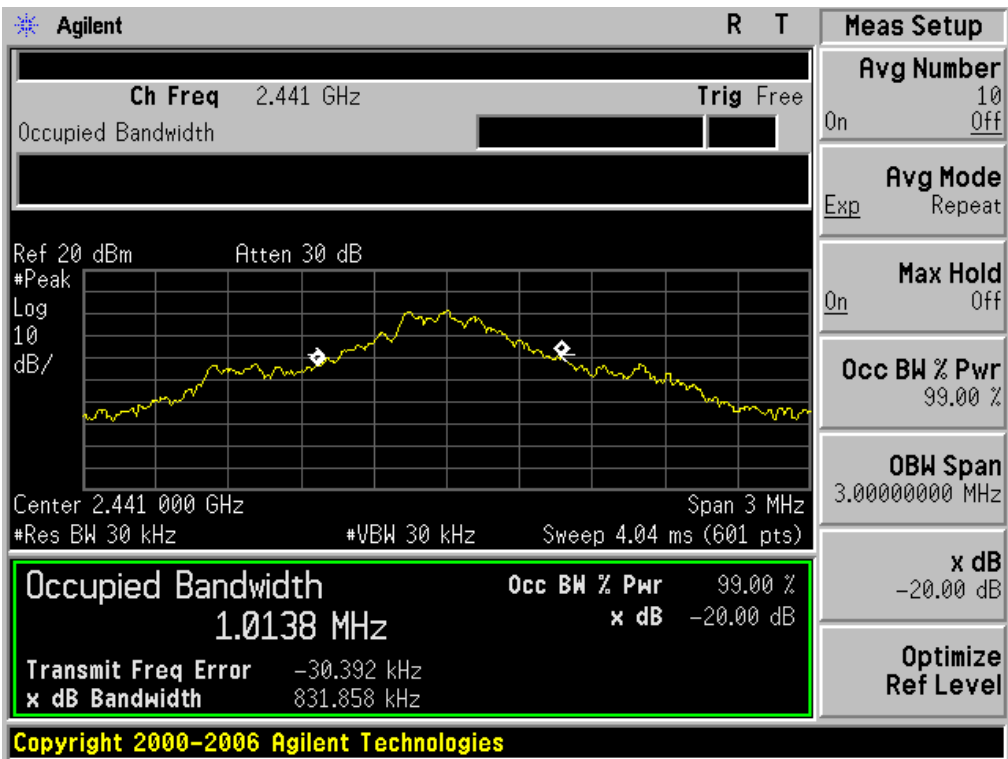 Agilent R T
Ch Freq 2.441 GHz Trig Free
Occupied Bandwidth
Ref 20 dBm Atten 30 dB
#Peak
Log
10
dB/
Center 2.441 000 GHz Span 3 MHz
#Res BW 30 kHz #VBW 30 kHz Sweep 4.04 ms (601 pts)
Occupied Bandwidth Occ BW % Pwr 99.00 %
1.0138 MHz x dB -20.00 dB
Transmit Freq Error -30.392 kHz
x dB Bandwidth 831.858 kHz
Copyright 2000-2006 Agilent Technologies
Meas Setup
Avg Number
10
On Off
Avg Mode
Exp Repeat
Max Hold
On Off
Occ BW % Pwr
99.00 %
OBW Span
3.00000000 MHz
x dB
-20.00 dB
Optimize
Ref Level